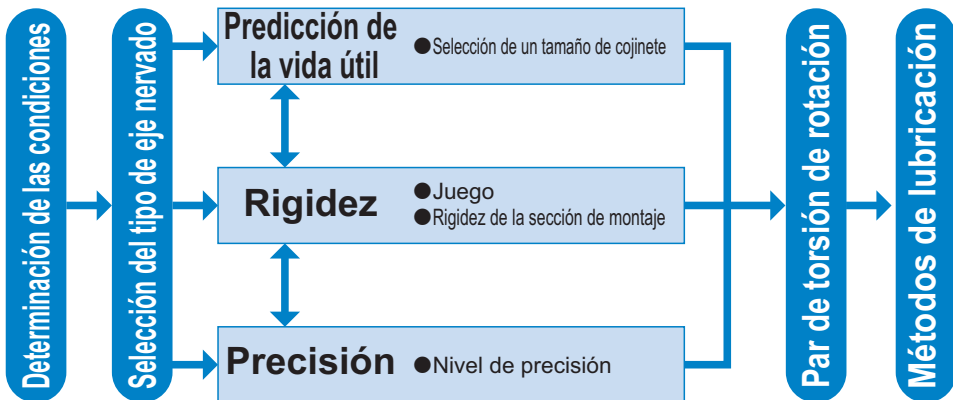 Determinación de las condiciones
Selección del tipo de eje nervado
Predicción de
la vida útil
●Selección de un tamaño de cojinete
Rigidez
●Juego
●Rigidez de la sección de montaje
Precisión
●Nivel de precisión
Par de torsión de rotación
Métodos de lubricación